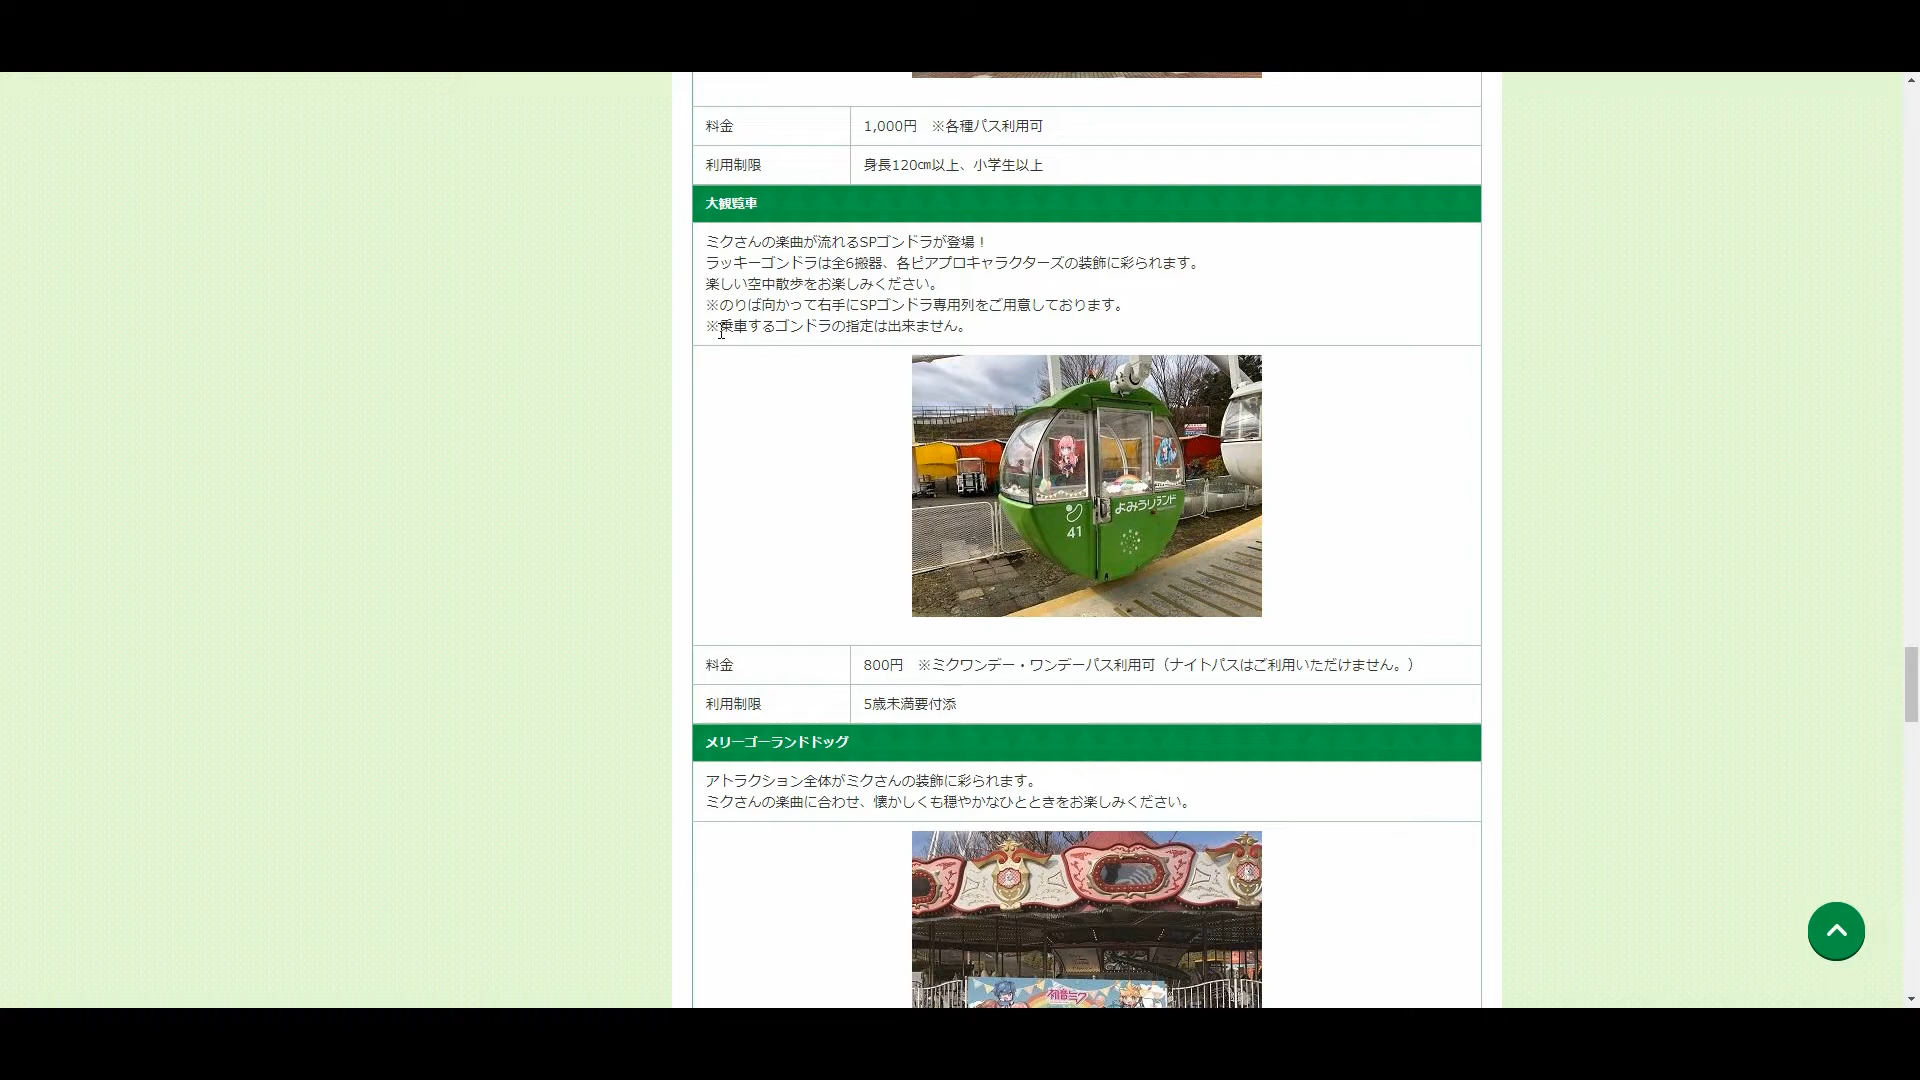 料金 1,000円 ※各種パス利用可
利用制限 身長120㎝以上、小学生以上
大観覧車
ミクさんの楽曲が流れるSPゴンドラが登場！
ラッキーゴンドラは全6搬器、各ピアプロキャラクターズの装飾に彩られます。
楽しい空中散歩をお楽しみください。
※のりば向かって右手にSPゴンドラ専用列をご用意しております。
※乗車するゴンドラの指定は出来ません。
41
よみうりランド
料金 800円 ※ミクワンデー・ワンデーパス利用可（ナイトパスはご利用いただけません。）
利用制限 5歳未満要付添
メリーゴーランドドッグ
アトラクション全体がミクさんの装飾に彩られます。
ミクさんの楽曲に合わせ、懐かしくも穏やかなひとときをお楽しみください。
初音ミク